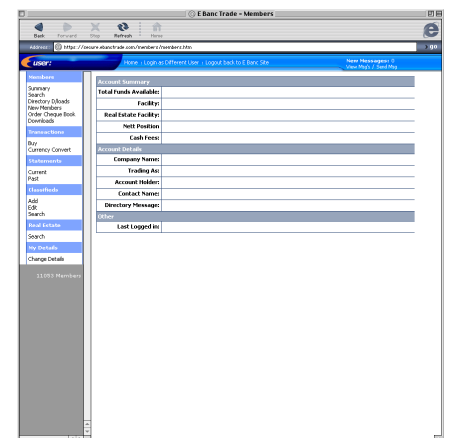 E Banc Trade - Members
Back Forward Stop Refresh Home
Address: https://secure.ebanctrade.com/members/members.htm go
user: Home | Login as Different User | Logout back to E Banc Site New Messages: 0
View Msg's / Send Msg
Members
Summary
Search
Directory D/loads
New Members
Order Cheque Book
Downloads
Transactions
Buy
Currency Convert
Statements
Current
Past
Classifieds
Add
Edit
Search
Real Estate
Search
My Details
Change Details
11053 Members
Account Summary
Total Funds Available:
Facility:
Real Estate Facility:
Nett Position
Cash Fees:
Account Details
Company Name:
Trading As:
Account Holder:
Contact Name:
Directory Message:
Other
Last Logged in: